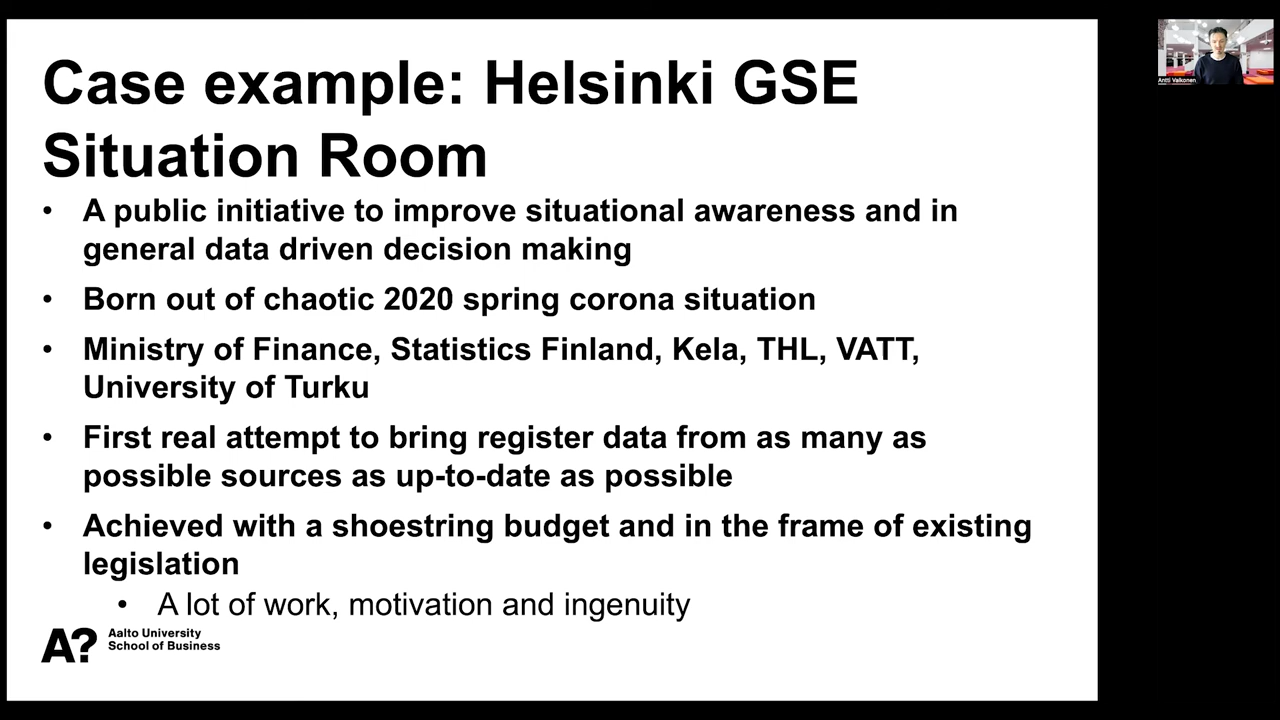 Case example: Helsinki GSE
Situation Room
• A public initiative to improve situational awareness and in
general data driven decision making
• Born out of chaotic 2020 spring corona situation
• Ministry of Finance, Statistics Finland, Kela, THL, VATT,
University of Turku
• First real attempt to bring register data from as many as
possible sources as up-to-date as possible
• Achieved with a shoestring budget and in the frame of existing
legislation
• A lot of work, motivation and ingenuity
A?
Aalto University
School of Business
Antti Valkonen